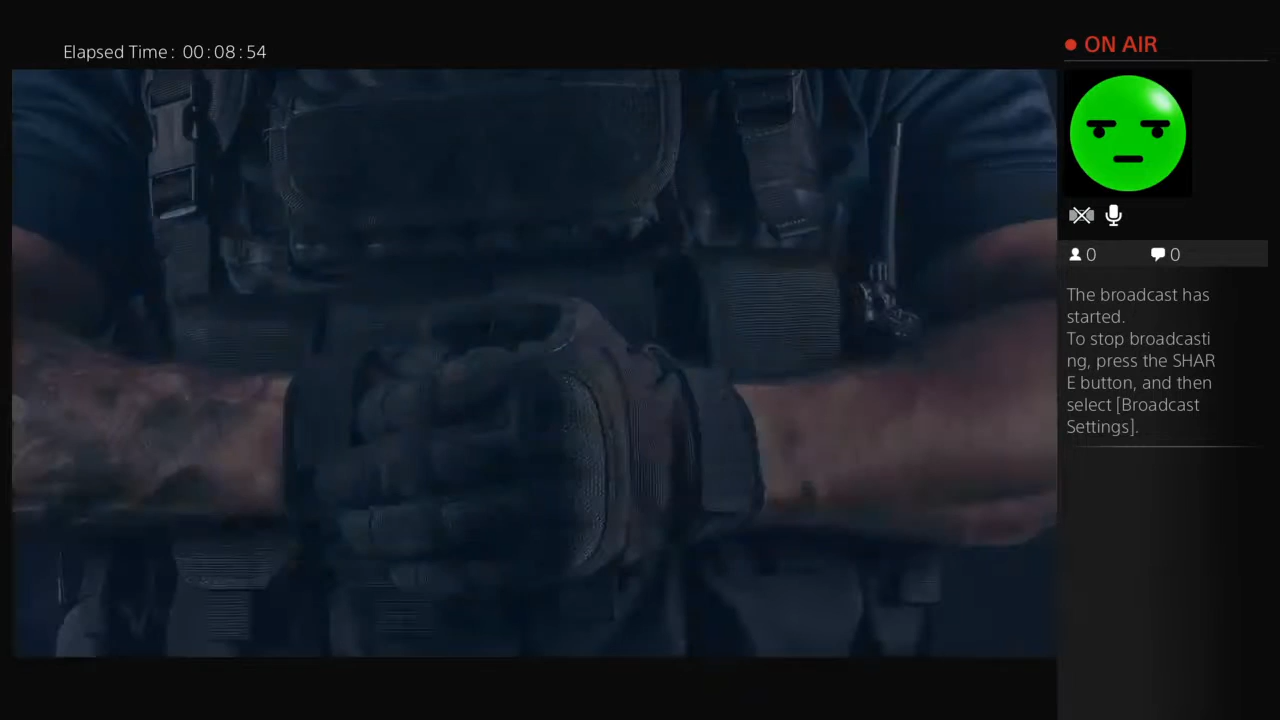 Elapsed Time: 00:08:54
ON AIR
0 0
The broadcast has
started.
To stop broadcasti
ng, press the SHAR
E button, and then
select [Broadcast
Settings].